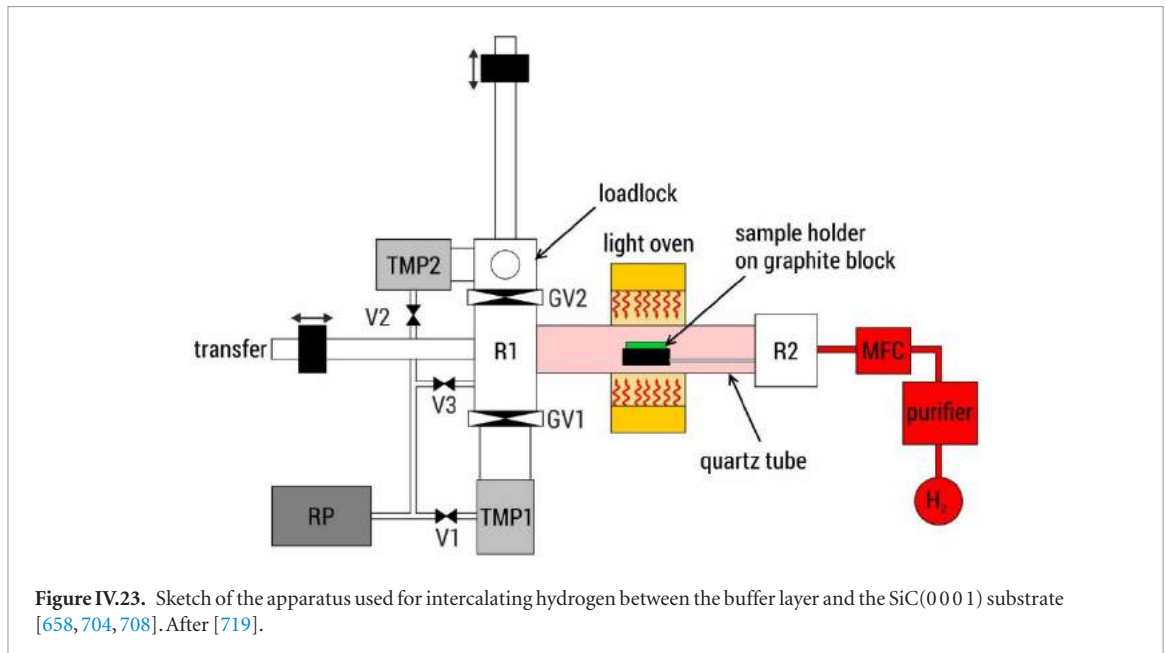 loadlock
light oven
sample holder
on graphite block
TMP2
GV2
V2
transfer
R1
R2
MFC
V3
GV1
purifier
quartz tube
RP
V1
TMP1
H₂
Figure IV.23. Sketch of the apparatus used for intercalating hydrogen between the buffer layer and the SiC(0 0 0 1) substrate
[658, 704, 708]. After [719].